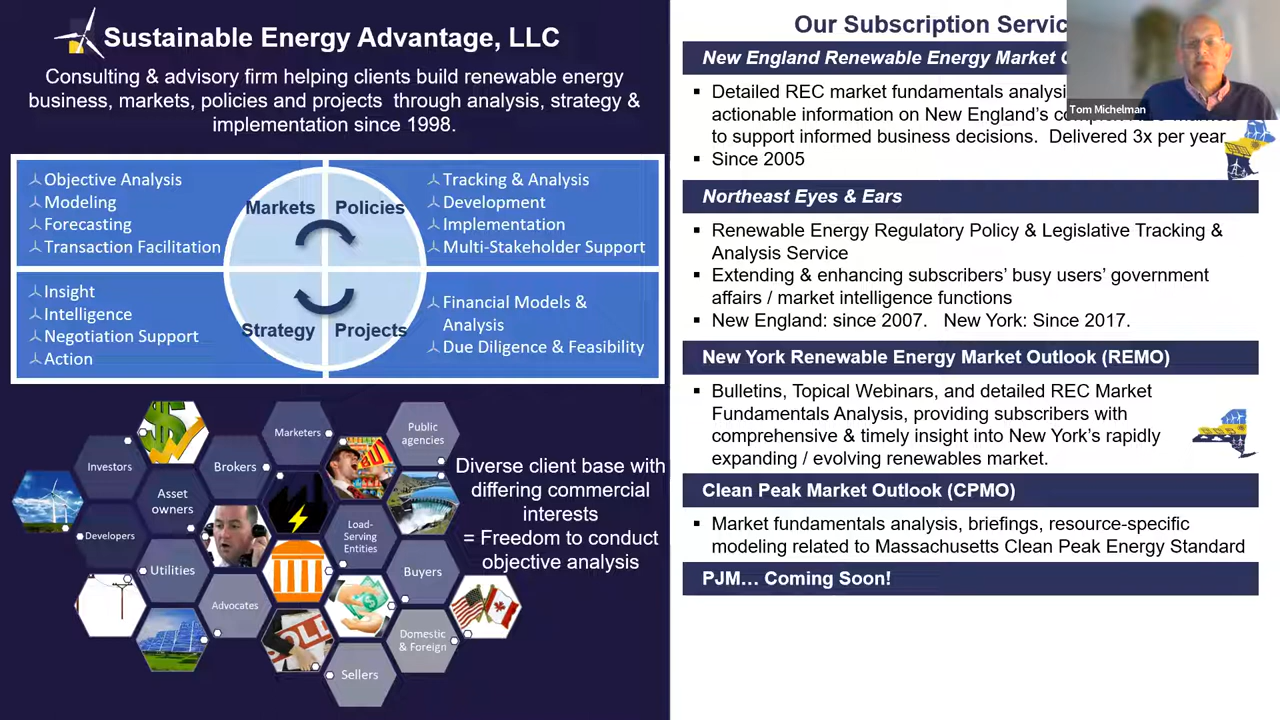 Sustainable Energy Advantage, LLC
Consulting & advisory firm helping clients build renewable energy
business, markets, policies and projects through analysis, strategy &
implementation since 1998.
Objective Analysis
Modeling
Forecasting
Transaction Facilitation
Markets
Policies
Tracking & Analysis
Development
Implementation
Multi-Stakeholder Support
Insight
Intelligence
Negotiation Support
Action
Strategy
Projects
Financial Models &
Analysis
Due Diligence & Feasibility
Marketers
Public
agencies
Investors
Brokers
Asset
owners
Developers
Load-
Serving
Entities
Utilities
Buyers
Advocates
Domestic
& Foreign
SOLD
Sellers
Diverse client base with
differing commercial
interests
= Freedom to conduct
objective analysis
Our Subscription
New England Renewable Energy Market
Tom Michelman
Detailed REC market fundamentals
actionable information on New England's
to support informed business decisions. Delivered 3x per year
Since 2005
Northeast Eyes & Ears
Renewable Energy Regulatory Policy & Legislative Tracking &
Analysis Service
Extending & enhancing subscribers' busy users' government
affairs / market intelligence functions
New England: since 2007. New York: Since 2017.
New York Renewable Energy Market Outlook (REMO)
Bulletins, Topical Webinars, and detailed REC Market
Fundamentals Analysis, providing subscribers with
comprehensive & timely insight into New York's rapidly
expanding / evolving renewables market.
Clean Peak Market Outlook (CPMO)
Market fundamentals analysis, briefings, resource-specific
modeling related to Massachusetts Clean Peak Energy Standard
PJM… Coming Soon!